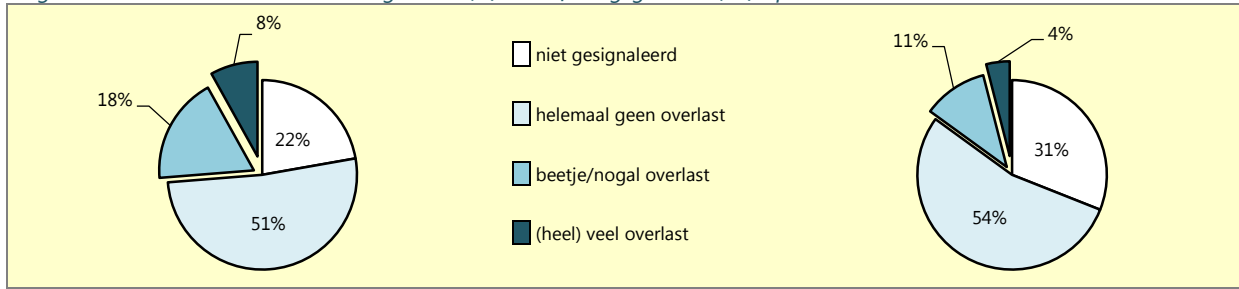 8%
18%
22%
51%
niet gesignaleerd
helemaal geen overlast
beetje/nogal overlast
(heel) veel overlast
11%
4%
31%
54%